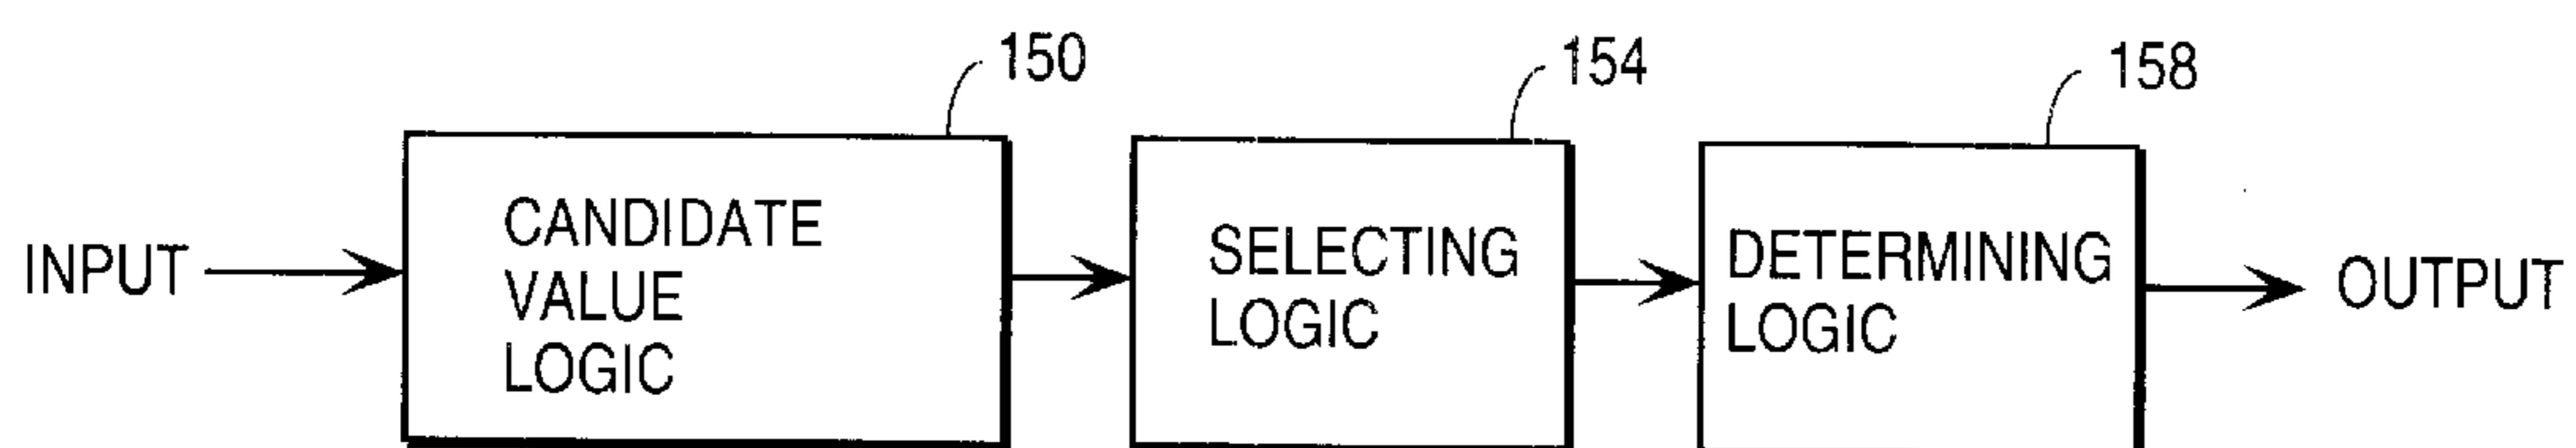 150
154
158
INPUT
CANDIDATE
VALUE
LOGIC
SELECTING
LOGIC
DETERMINING
LOGIC
OUTPUT